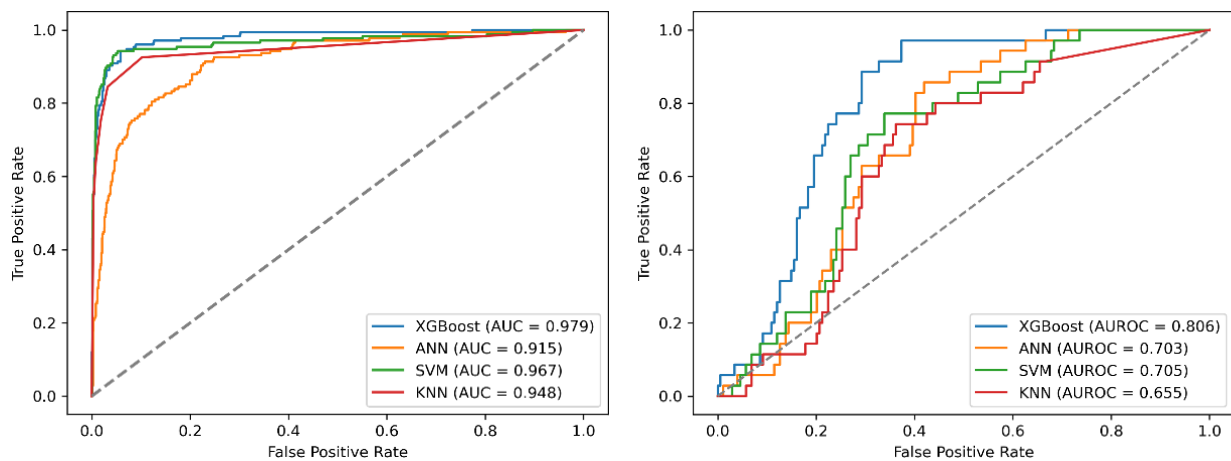 1.0
0.8
0.6
0.4
0.2
0.0
True Positive Rate
XGBoost (AUC = 0.979)
ANN (AUC = 0.915)
SVM (AUC = 0.967)
KNN (AUC = 0.948)
0.0 0.2 0.4 0.6 0.8 1.0
False Positive Rate
1.0
0.8
0.6
0.4
0.2
0.0
True Positive Rate
XGBoost (AUROC = 0.806)
ANN (AUROC = 0.703)
SVM (AUROC = 0.705)
KNN (AUROC = 0.655)
0.0 0.2 0.4 0.6 0.8 1.0
False Positive Rate